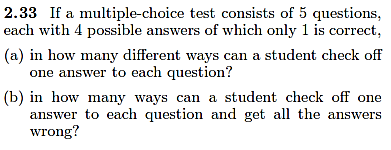 2.33 If a multiple-choice test consists of 5 questions,
each with 4 possible answers of which only 1 is correct,
(a) in how many different ways can a student check off
one answer to each question?
(b) in how many ways can a student check off one
answer to each question and get all the answers
wrong?